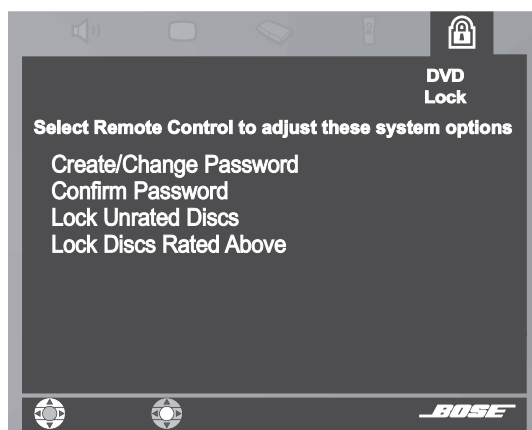 DVD
Lock
Select Remote Control to adjust these system options
Create/Change Password
Confirm Password
Lock Unrated Discs
Lock Discs Rated Above
BOSE